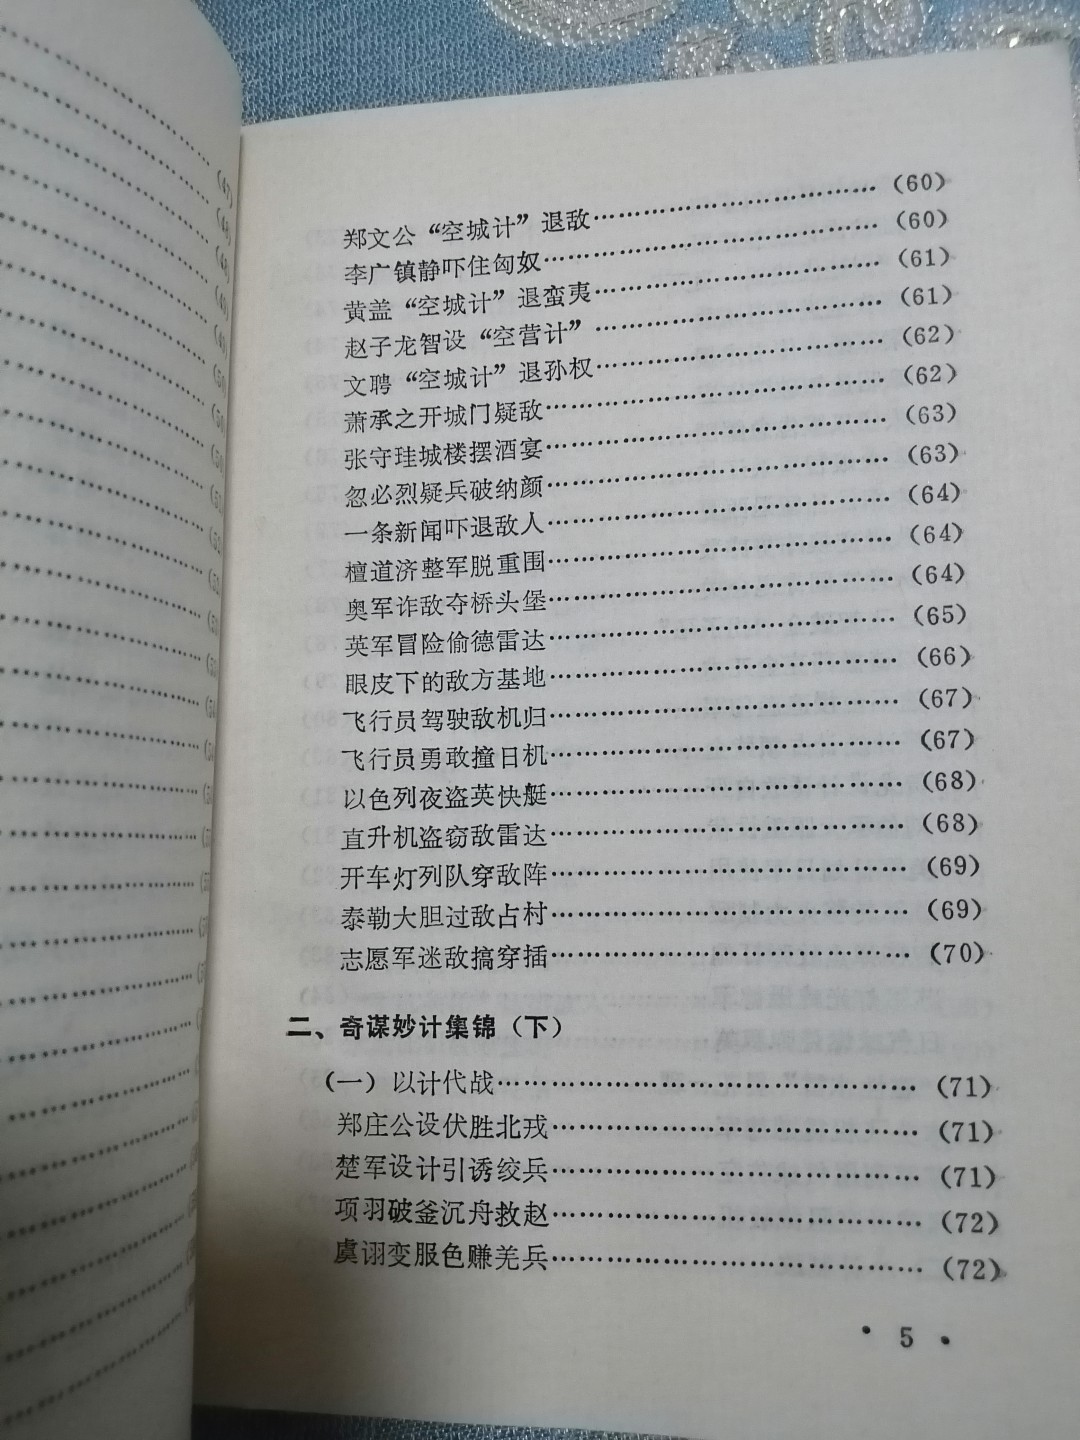 (47)
(48)
(48)
(49)
(49)
郑文公“空城计”退敌……………………………(60)
李广镇静吓住匈奴………………………………(60)
黄盖“空城计”退蛮夷……………………………(61)
赵子龙智设“空营计”……………………………(61)
文聘“空城计”退孙权……………………………(62)
萧承之开城门疑敌………………………………(62)
张守珪城楼摆酒宴………………………………(63)
忽必烈疑兵破纳颜………………………………(63)
一条新闻吓退敌人………………………………(64)
檀道济整军脱重围………………………………(64)
奥军诈敌夺桥头堡………………………………(64)
英军冒险偷德雷达………………………………(65)
眼皮下的敌方基地………………………………(66)
飞行员驾驶敌机归………………………………(67)
飞行员勇敢撞日机………………………………(67)
以色列夜盗英快艇………………………………(68)
直升机盗窃敌雷达………………………………(68)
开车灯列队穿敌阵………………………………(69)
泰勒大胆过敌占村………………………………(69)
志愿军迷敌搞穿插………………………………(70)
二、奇谋妙计集锦（下）
（一）以计代战……………………………………(71)
郑庄公设伏胜北戎………………………………(71)
楚军设计引诱绞兵………………………………(71)
项羽破釜沉舟救赵………………………………(72)
虞诩变服色赚羌兵………………………………(72)
• 5 •